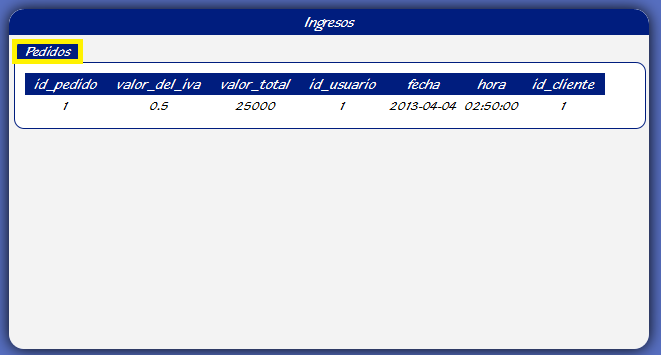 Ingresos
Pedidos
id_pedido valor_del_iva valor_total id_usuario fecha hora id_cliente
1 0.5 25000 1 2013-04-04 02:50:00 1